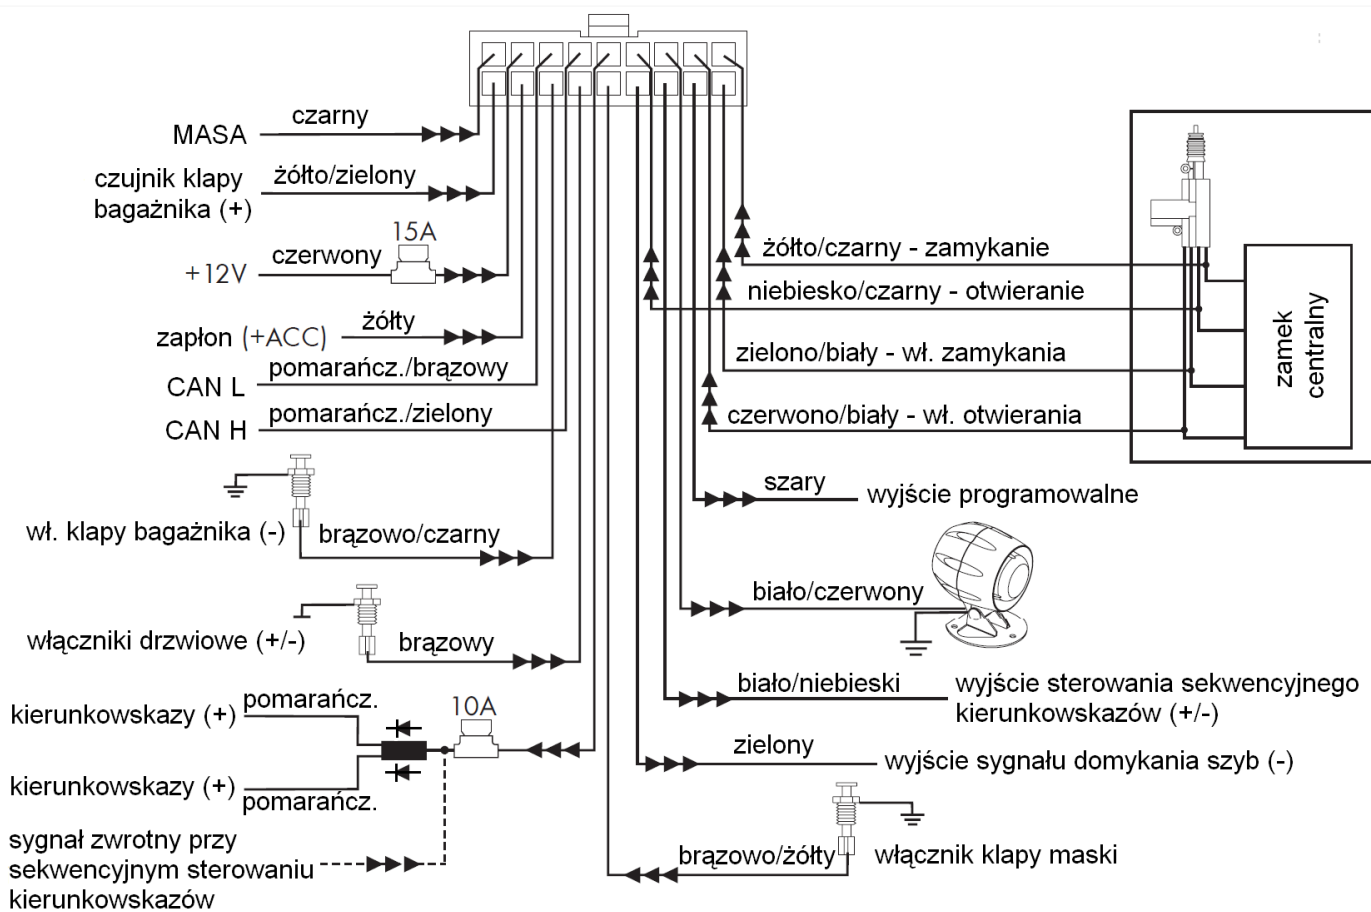 MASA
czarny
czujnik klapy
bagażnika (+)
żółto/zielony
15A
+12V
czerwony
zapłon (+ACC)
żółty
CAN L
pomarańcz./brązowy
CAN H
pomarańcz./zielony
wł. klapy bagażnika (-)
brązowo/czarny
włączniki drzwiowe (+/-)
brązowy
kierunkowskazy (+)
pomarańcz.
10A
kierunkowskazy (+)
pomarańcz.
sygnał zwrotny przy
sekwencyjnym sterowaniu
kierunkowskazów
żółto/czarny - zamykanie
niebiesko/czarny - otwieranie
zielono/biały - wł. zamykania
czerwono/biały - wł. otwierania
zamek
centralny
szary
wyjście programowalne
biało/czerwony
biało/niebieski
wyjście sterowania sekwencyjnego
kierunkowskazów (+/-)
zielony
wyjście sygnału domykania szyb (-)
brązowo/żółty
włącznik klapy maski